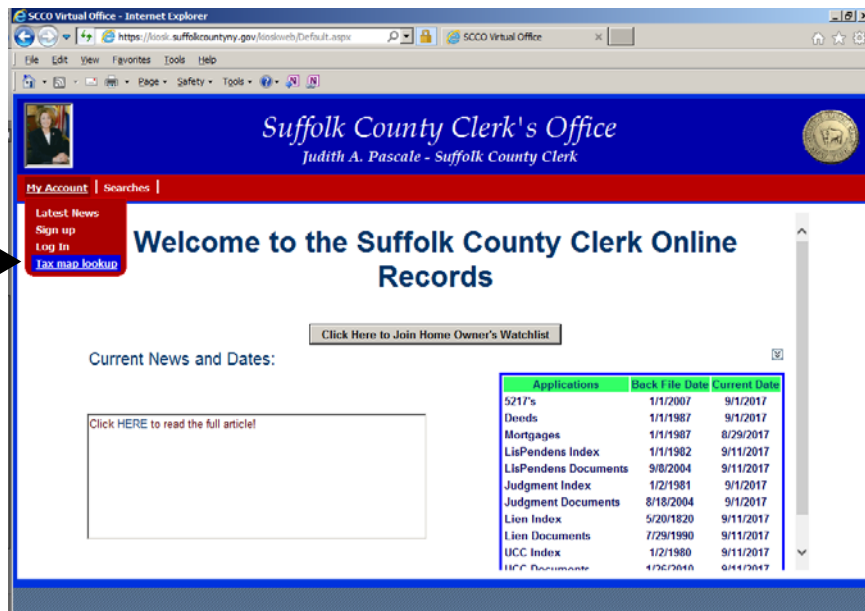 SCCO Virtual Office - Internet Explorer
https://kiosk.suffolkcountyny.gov/kioskweb/Default.aspx
SCCO Virtual Office
File Edit View Favorites Tools Help
Page Safety Tools
Suffolk County Clerk's Office
Judith A. Pascale - Suffolk County Clerk
My Account | Searches |
Latest News
Sign up
Log In
Tax map lookup
Welcome to the Suffolk County Clerk Online
Records
Click Here to Join Home Owner's Watchlist
Current News and Dates:
Click HERE to read the full article!
Applications Back File Date Current Date
5217's 1/1/2007 9/1/2017
Deeds 1/1/1987 9/1/2017
Mortgages 1/1/1987 8/29/2017
LisPendens Index 1/1/1982 9/11/2017
LisPendens Documents 9/8/2004 9/11/2017
Judgment Index 1/2/1981 9/1/2017
Judgment Documents 8/18/2004 9/1/2017
Lien Index 5/20/1820 9/11/2017
Lien Documents 7/29/1990 9/11/2017
UCC Index 1/2/1980 9/11/2017
UCC Documents 1/26/2010 9/11/2017